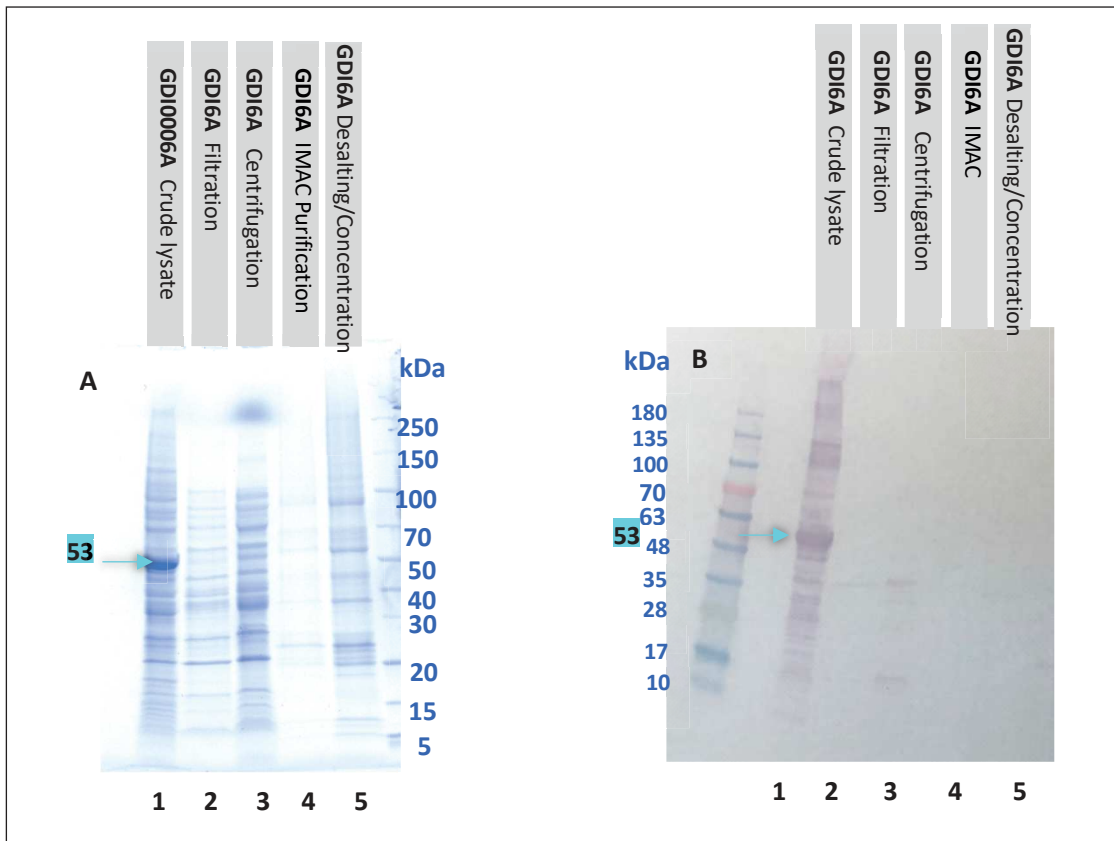 GDI0006A Crude lysate
GDI6A Filtration
GDI6A Centrifugation
GDI6A IMAC Purification
GDI6A Desalting/Concentration
A
kDa
250
150
100
70
50
40
30
20
15
5
53
1 2 3 4 5
GDI6A Crude lysate
GDI6A Filtration
GDI6A Centrifugation
GDI6A IMAC
GDI6A Desalting/Concentration
kDa
B
180
135
100
70
63
48
35
28
17
10
53
1 2 3 4 5